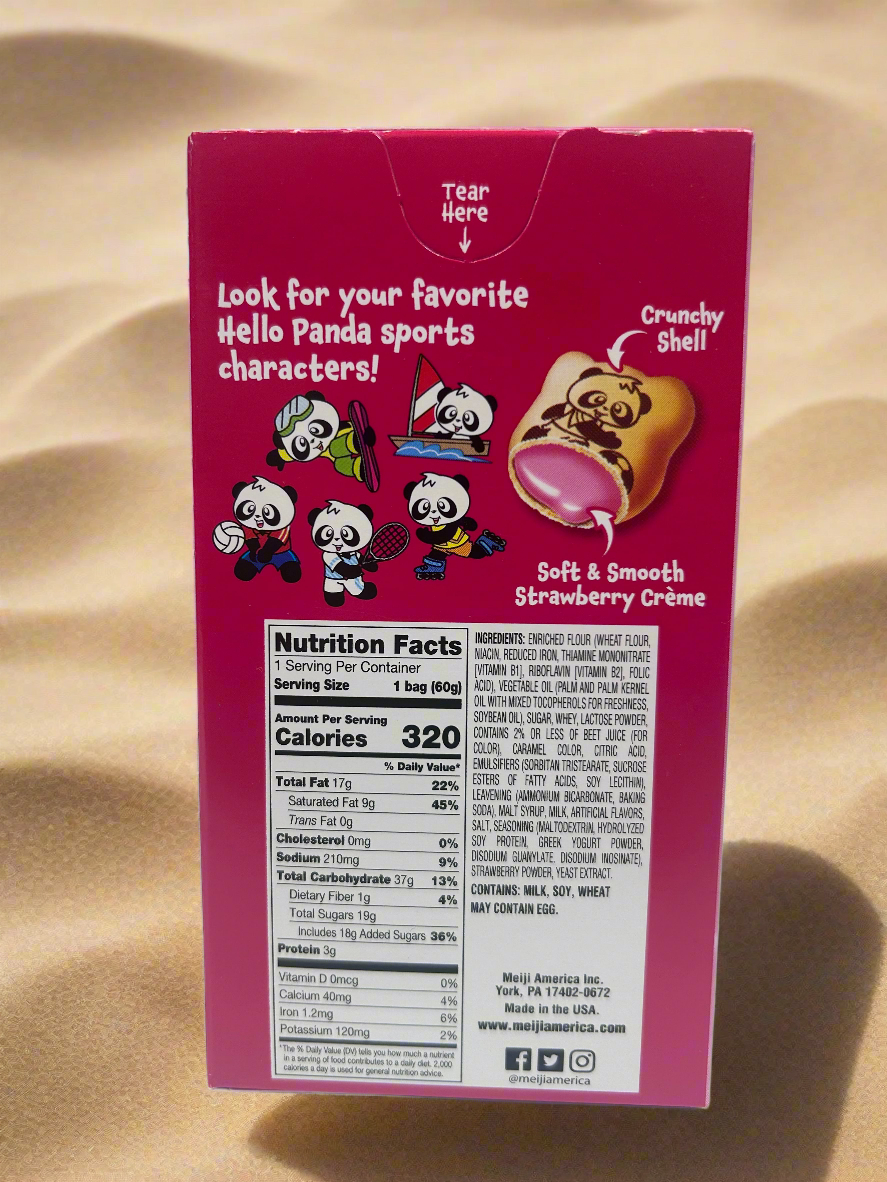 Tear
Here
Look for your favorite
Hello Panda sports
characters!
Crunchy
Shell
Soft & Smooth
Strawberry Crème
Nutrition Facts
1 Serving Per Container
Serving Size 1 bag (60g)
Amount Per Serving
Calories 320
% Daily Value*
Total Fat 17g 22%
Saturated Fat 9g 45%
Trans Fat 0g
Cholesterol 0mg 0%
Sodium 210mg 9%
Total Carbohydrate 37g 13%
Dietary Fiber 1g 4%
Total Sugars 19g
Includes 18g Added Sugars 36%
Protein 3g
Vitamin D 0mcg 0%
Calcium 40mg 4%
Iron 1.2mg 6%
Potassium 120mg 2%
*The % Daily Value (DV) tells you how much a nutrient
in a serving of food contributes to a daily diet. 2,000
calories a day is used for general nutrition advice.
INGREDIENTS: ENRICHED FLOUR (WHEAT FLOUR,
NIACIN, REDUCED IRON, THIAMINE MONONITRATE
[VITAMIN B1], RIBOFLAVIN [VITAMIN B2], FOLIC
ACID), VEGETABLE OIL (PALM AND PALM KERNEL
OIL WITH MIXED TOCOPHEROLS FOR FRESHNESS,
SOYBEAN OIL), SUGAR, WHEY, LACTOSE POWDER,
CONTAINS 2% OR LESS OF BEET JUICE (FOR
COLOR), CARAMEL COLOR, CITRIC ACID,
EMULSIFIERS (SORBITAN TRISTEARATE, SUCROSE
ESTERS OF FATTY ACIDS, SOY LECITHIN),
LEAVENING (AMMONIUM BICARBONATE, BAKING
SODA), MALT SYRUP, MILK, ARTIFICIAL FLAVORS,
SALT, SEASONING (MALTODEXTRIN, HYDROLYZED
SOY PROTEIN, GREEK YOGURT POWDER,
DISODIUM GUANYLATE, DISODIUM INOSINATE),
STRAWBERRY POWDER, YEAST EXTRACT.
CONTAINS: MILK, SOY, WHEAT
MAY CONTAIN EGG.
Meiji America Inc.
York, PA 17402-0672
Made in the USA.
www.meijiamerica.com
@meijiamerica